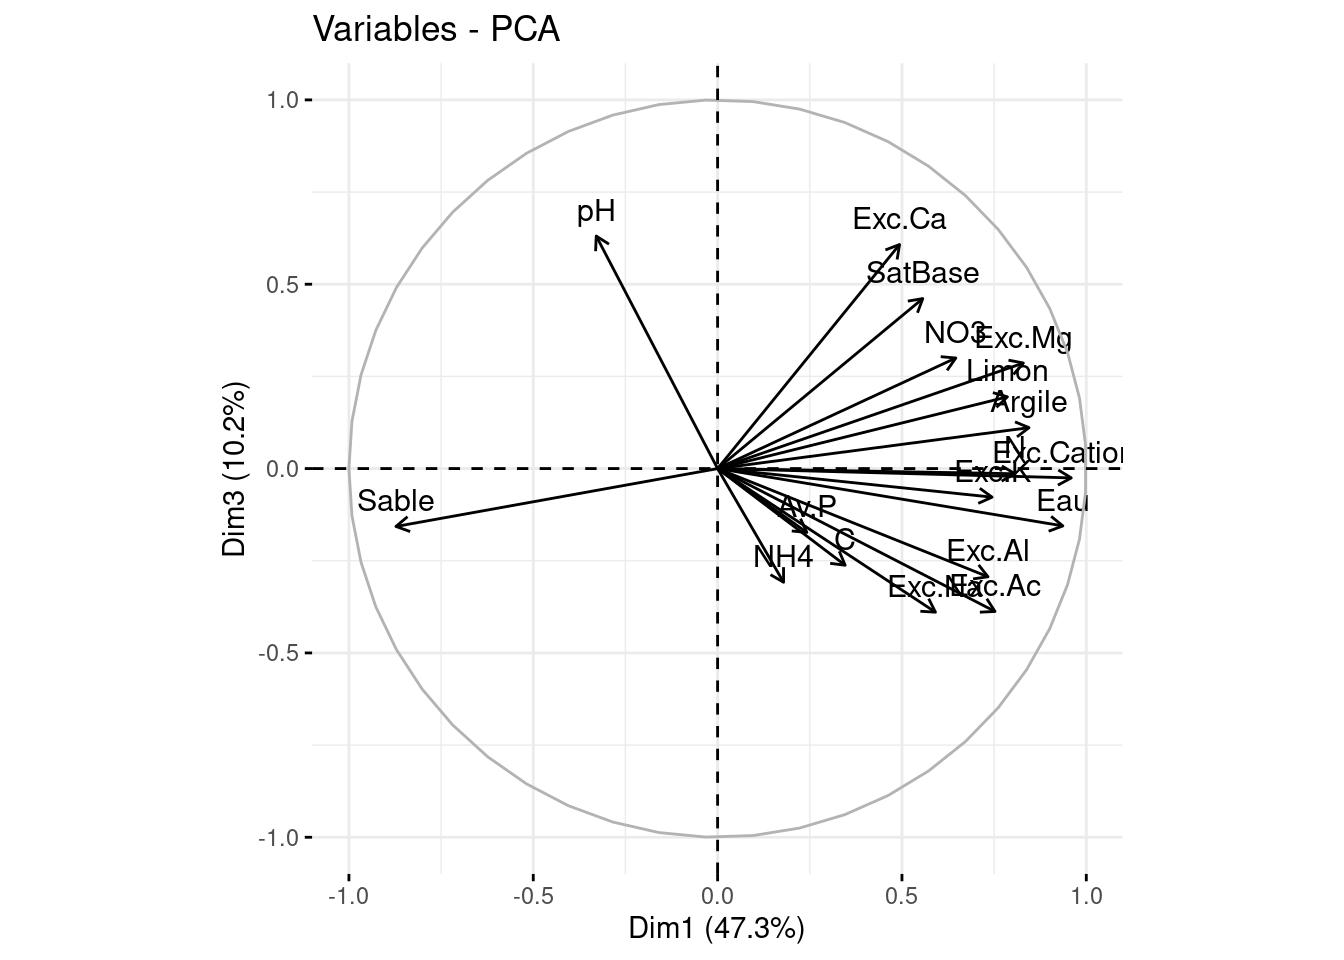 Variables - PCA
1.0
pH
Exc.Ca
SatBase
0.5
NO3
Exc.Mg
Limon
Argile
N
Exc.Cation
0.0
Exc.K
Sable
Eau
Av.P
C
NH4
Exc.Al
Exc.Na
Exc.Ac
-0.5
-1.0
-1.0
-0.5
0.0
0.5
1.0
Dim1 (47.3%)
Dim3 (10.2%)